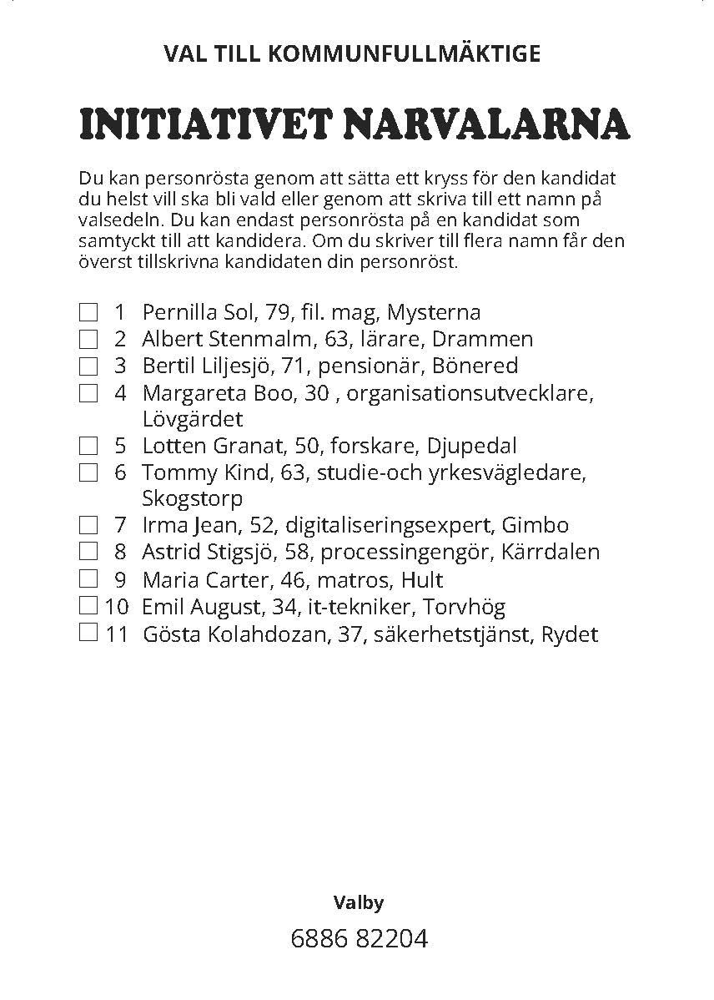 VAL TILL KOMMUNFULLMÄKTIGE
INITIATIVET NARVALARNA
Du kan personrösta genom att sätta ett kryss för den kandidat
du helst vill ska bli vald eller genom att skriva till ett namn på
valsedeln. Du kan endast personrösta på en kandidat som
samtyckt till att kandidera. Om du skriver till flera namn får den
överst tillskrivna kandidaten din personröst.
1 Pernilla Sol, 79, fil. mag, Mysterna
2 Albert Stenmalm, 63, lärare, Drammen
3 Bertil Liljesjö, 71, pensionär, Bönered
4 Margareta Boo, 30 , organisationsutvecklare,
Lövgärdet
5 Lotten Granat, 50, forskare, Djupedal
6 Tommy Kind, 63, studie-och yrkesvägledare,
Skogstorp
7 Irma Jean, 52, digitaliseringsexpert, Gimbo
8 Astrid Stigsjö, 58, processingengör, Kärrdalen
9 Maria Carter, 46, matros, Hult
10 Emil August, 34, it-tekniker, Torvhög
11 Gösta Kolahdozan, 37, säkerhetstjänst, Rydet
Valby
6886 82204